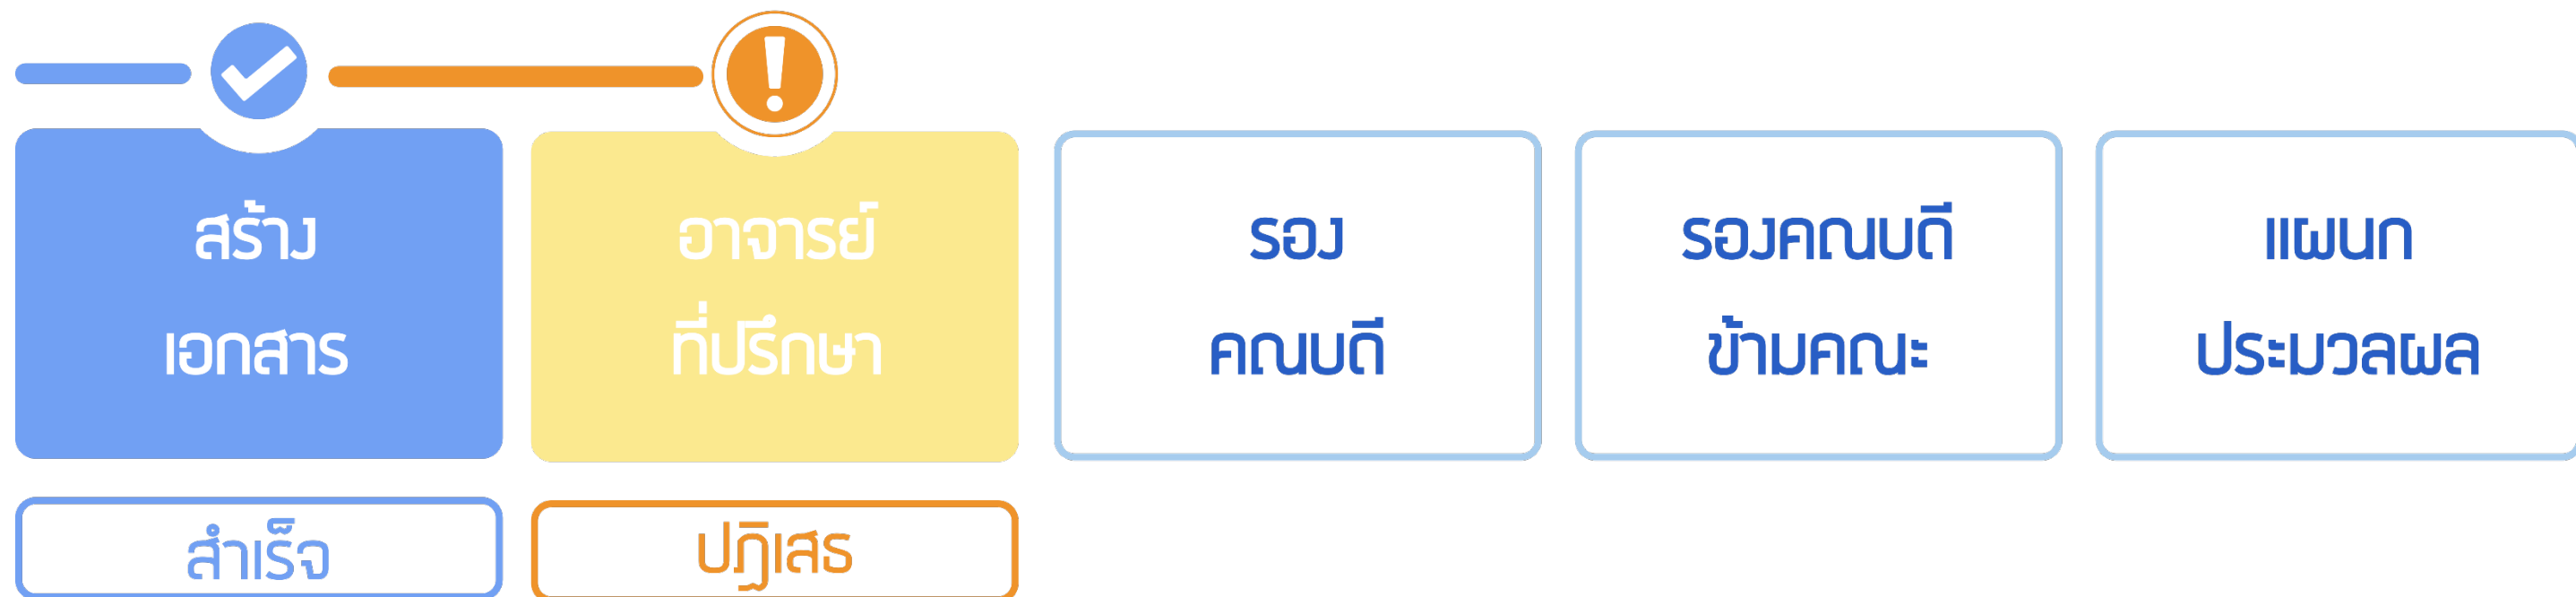 สร้าง
เอกสาร
อาจารย์
ที่ปรึกษา
รอง
คณบดี
รองคณบดี
ข้ามคณะ
แผนก
ประมวลผล
สำเร็จ
ปฏิเสธ